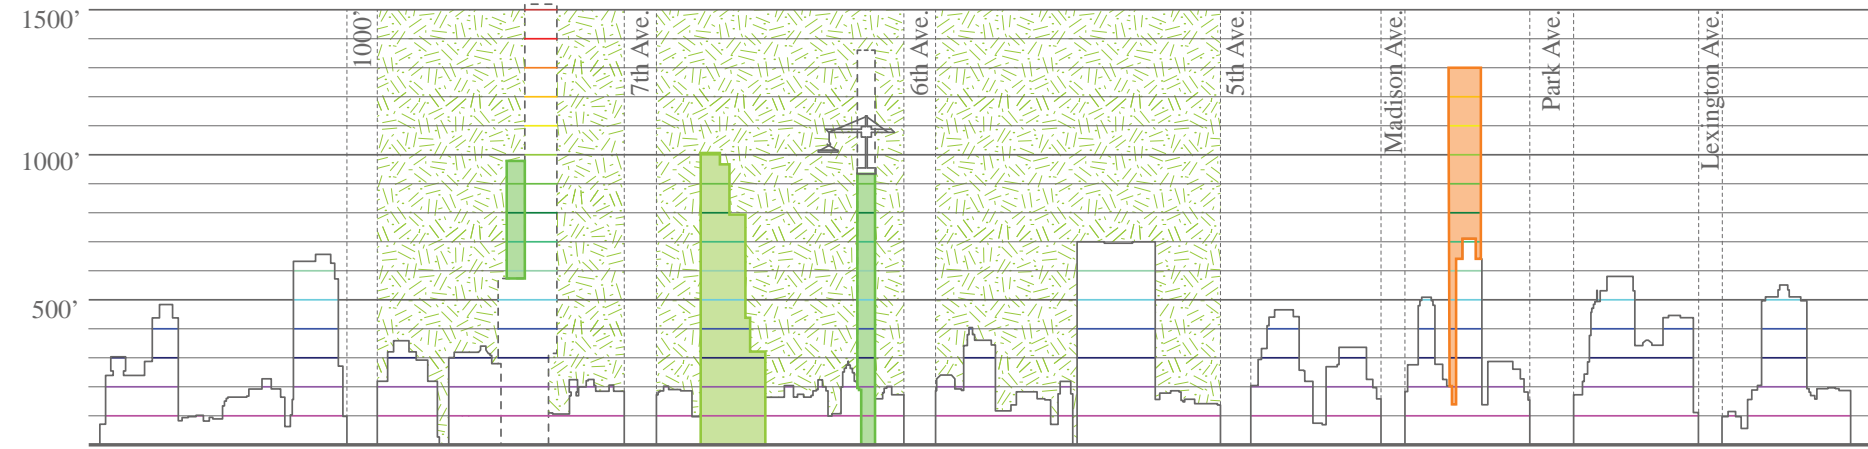 1500’
1000’
500’
1000’
7th Ave.
6th Ave.
5th Ave.
Madison Ave.
Park Ave.
Lexington Ave.